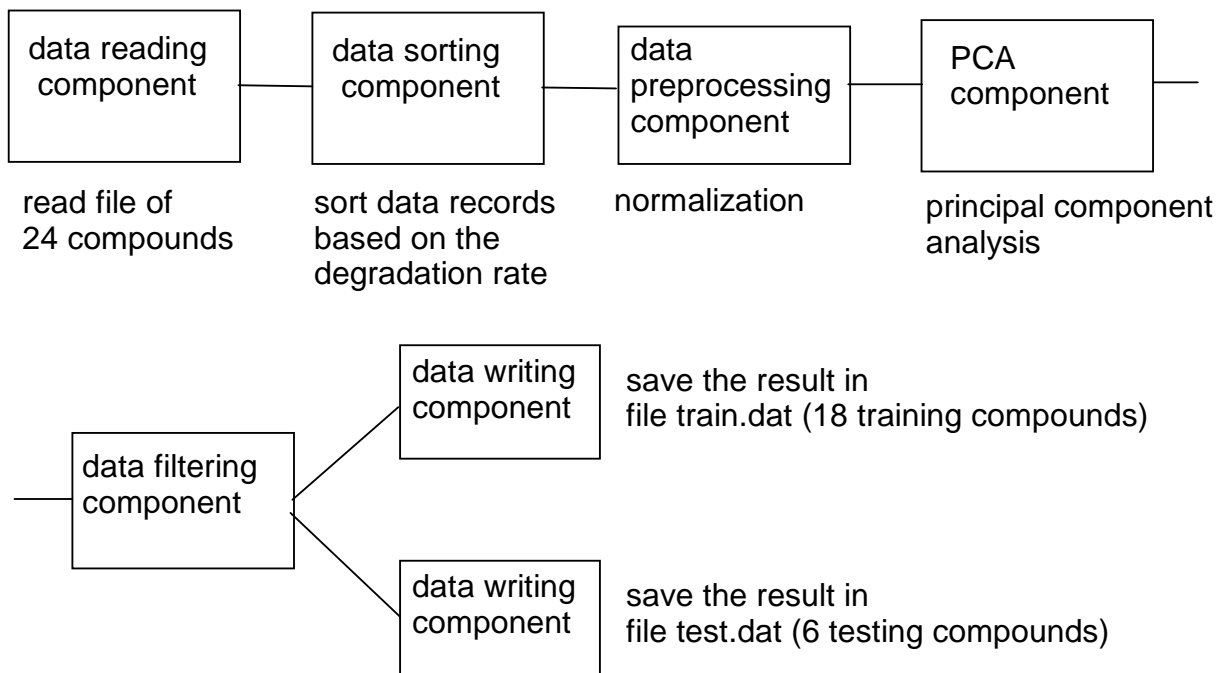 data reading
component
data sorting
component
data
preprocessing
component
PCA
component
read file of
24 compounds
sort data records
based on the
degradation rate
normalization
principal component
analysis
data writing
component
save the result in
file train.dat (18 training compounds)
data filtering
component
data writing
component
save the result in
file test.dat (6 testing compounds)